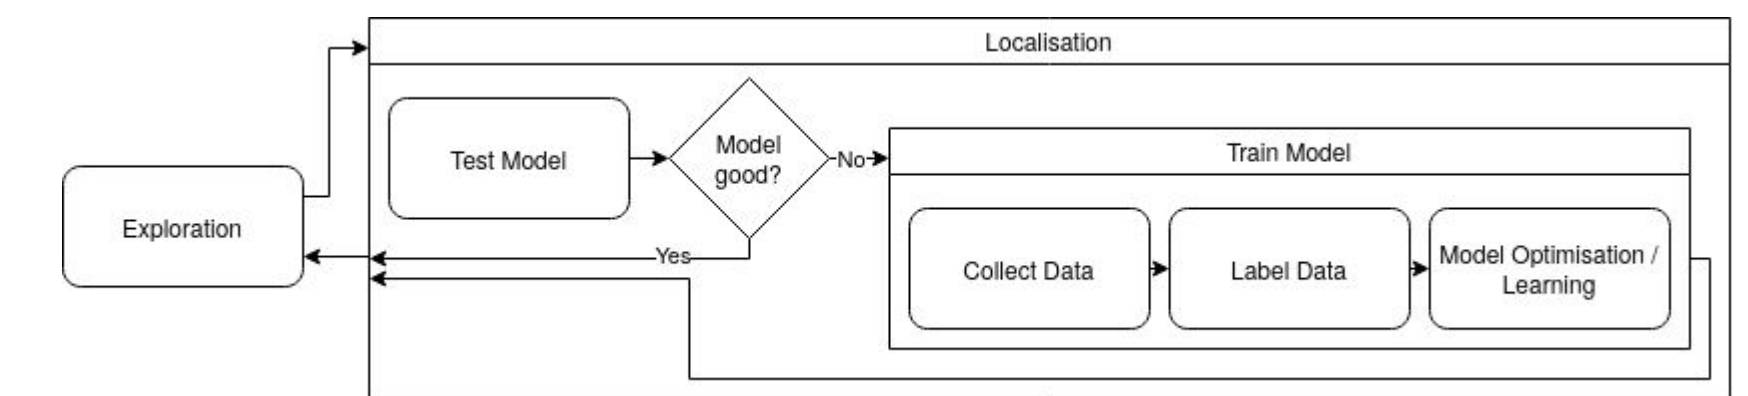 Localisation
Test Model
Model
good?
No
Train Model
Exploration
Yes
Collect Data
Label Data
Model Optimisation /
Learning